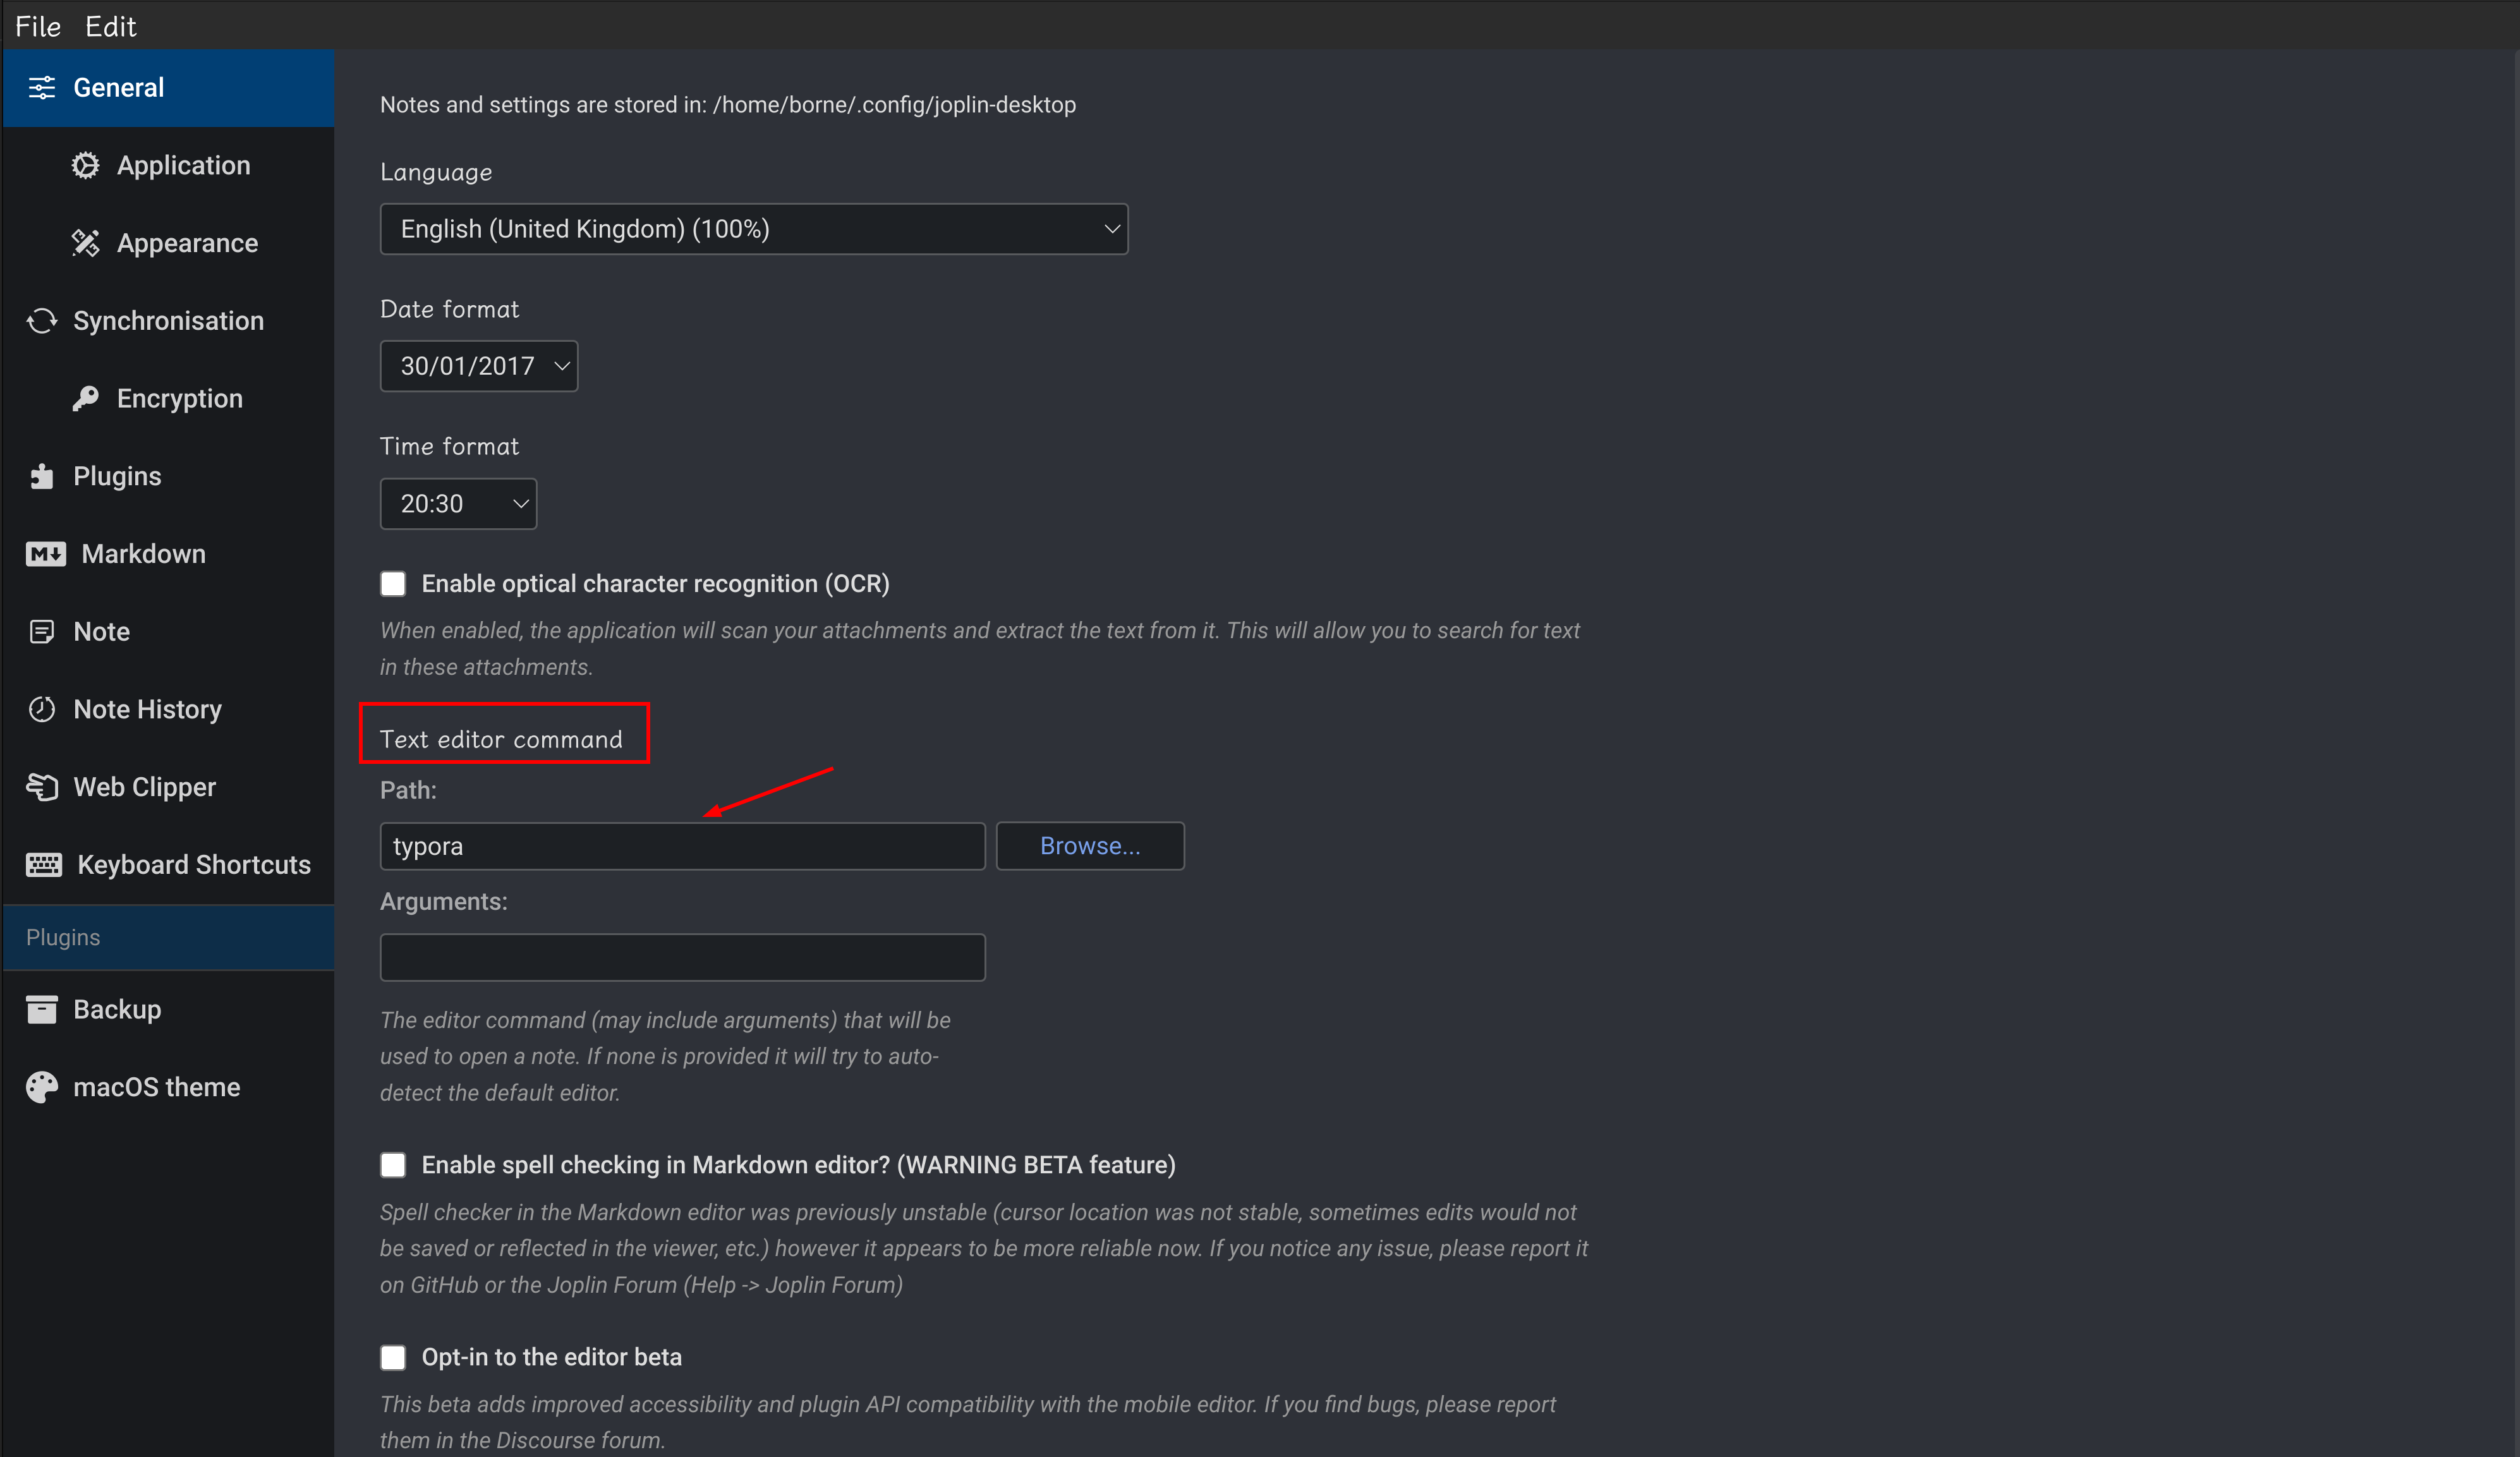 File Edit
General
Application
Appearance
Synchronisation
Encryption
Plugins
Markdown
Note
Note History
Web Clipper
Keyboard Shortcuts
Plugins
Backup
macOS theme
Notes and settings are stored in: /home/borne/.config/joplin-desktop
Language
English (United Kingdom) (100%)
Date format
30/01/2017
Time format
20:30
Enable optical character recognition (OCR)
When enabled, the application will scan your attachments and extract the text from it. This will allow you to search for text
in these attachments.
Text editor command
Path:
typora
Browse...
Arguments:
The editor command (may include arguments) that will be
used to open a note. If none is provided it will try to auto-
detect the default editor.
Enable spell checking in Markdown editor? (WARNING BETA feature)
Spell checker in the Markdown editor was previously unstable (cursor location was not stable, sometimes edits would not
be saved or reflected in the viewer, etc.) however it appears to be more reliable now. If you notice any issue, please report it
on GitHub or the Joplin Forum (Help -> Joplin Forum)
Opt-in to the editor beta
This beta adds improved accessibility and plugin API compatibility with the mobile editor. If you find bugs, please report
them in the Discourse forum.